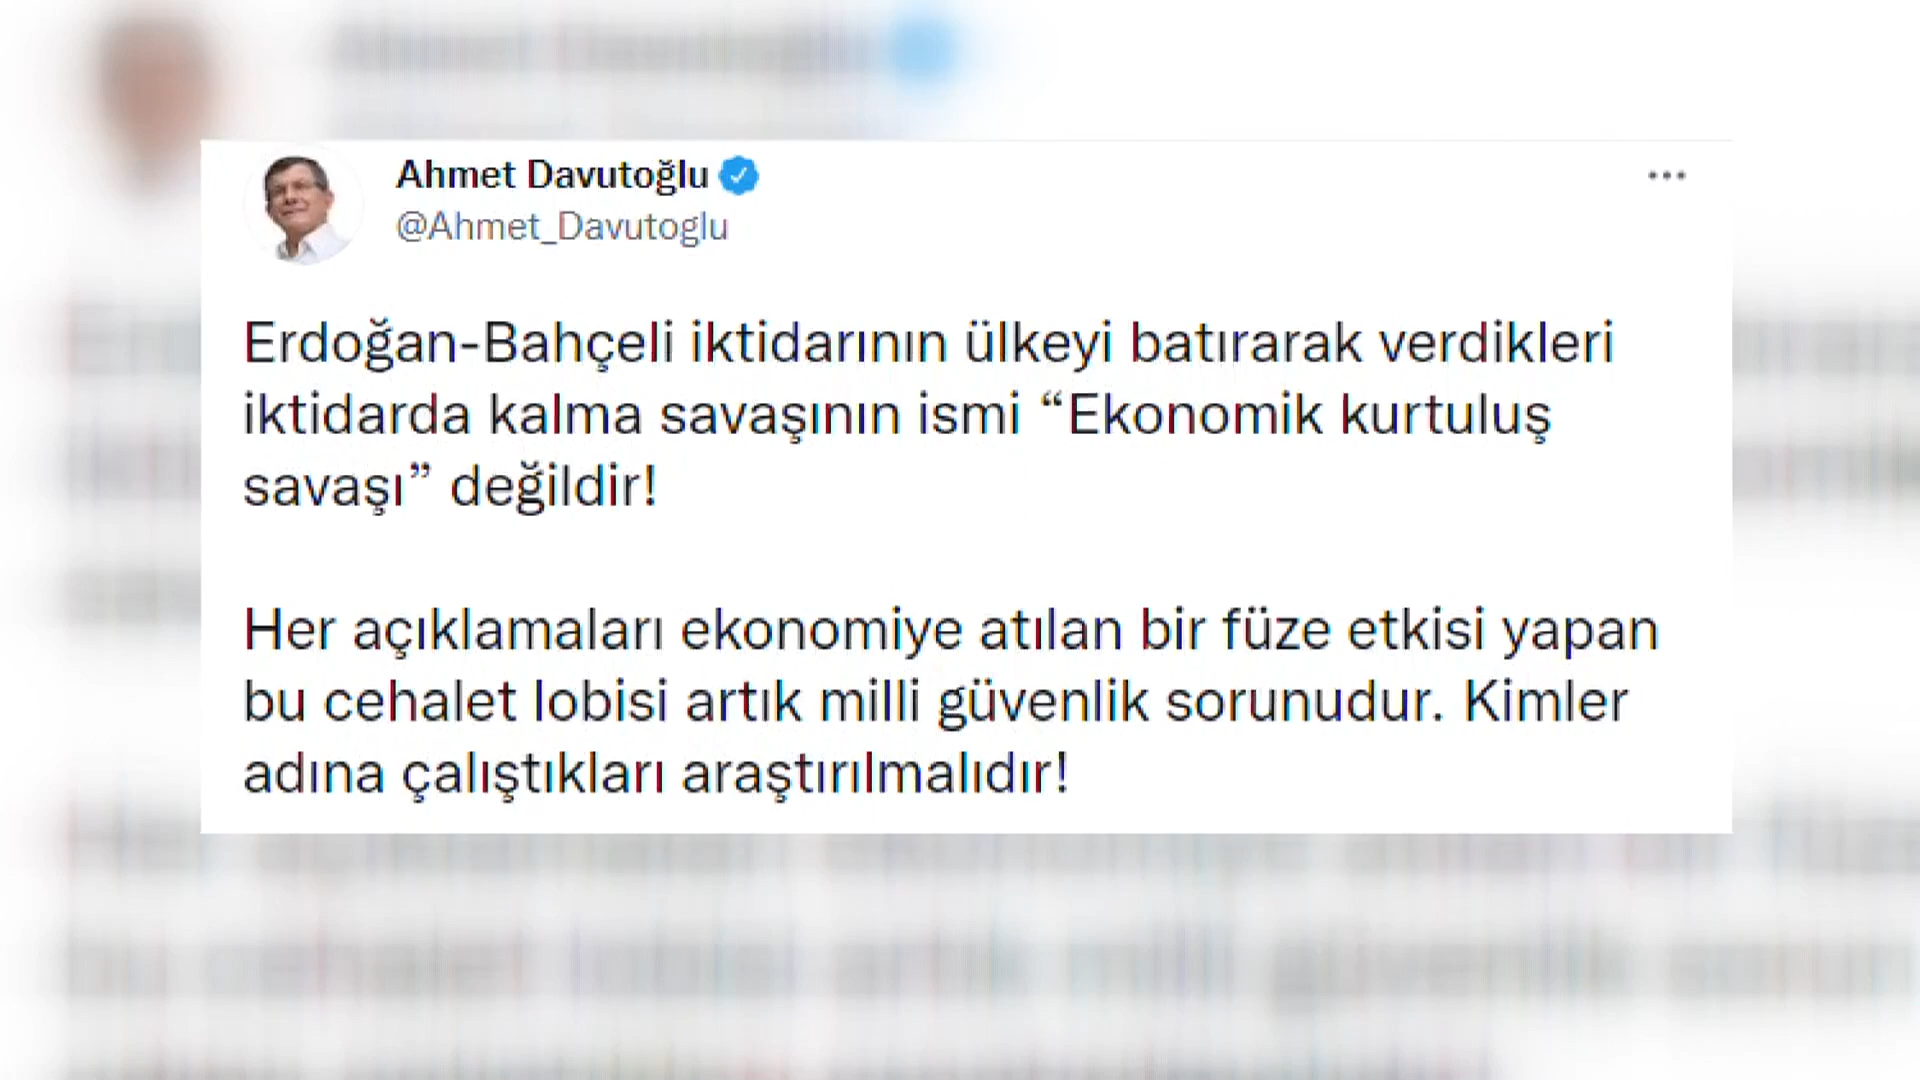 Ahmet Davutoğlu
@Ahmet_Davutoglu
Erdoğan-Bahçeli iktidarının ülkeyi batırarak verdikleri
iktidarda kalma savaşının ismi “Ekonomik kurtuluş
savaşı” değildir!
Her açıklamaları ekonomiye atılan bir füze etkisi yapan
bu cehalet lobisi artık milli güvenlik sorunudur. Kimler
adına çalıştıkları araştırılmalıdır!